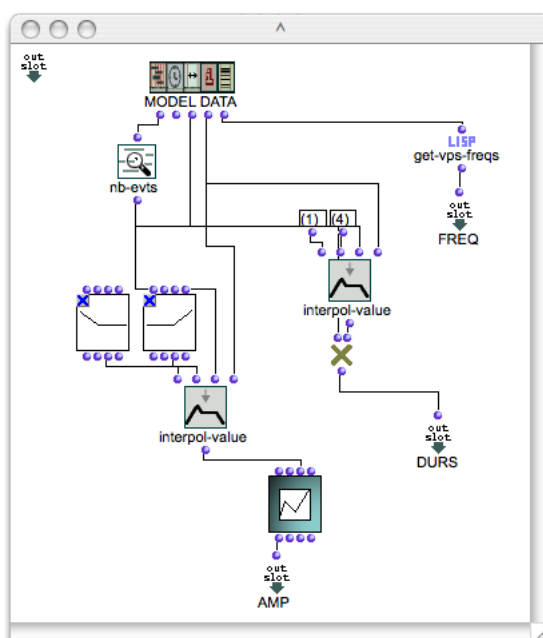 ^
out
slot
MODEL DATA
LISP
get-vps-freqs
nb-evts
out
slot
FREQ
(1) (4)
interpol-value
interpol-value
out
slot
DURS
out
slot
AMP